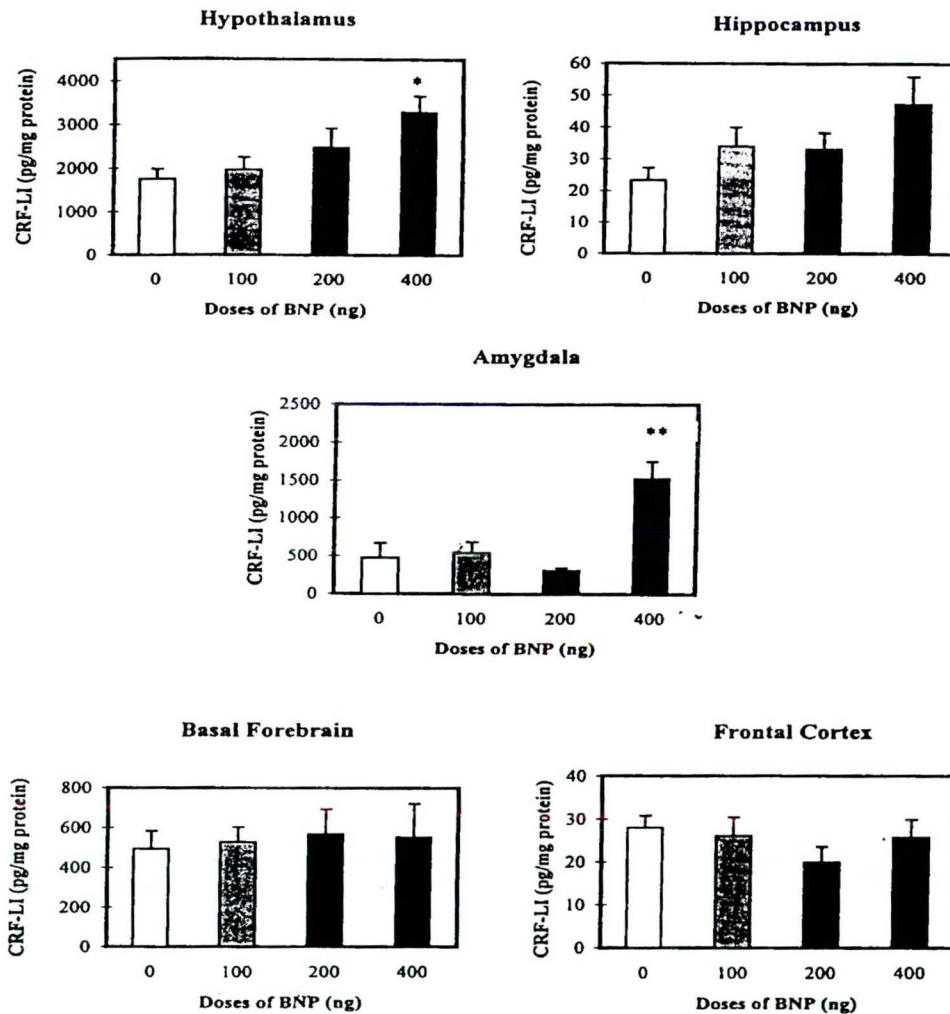 Hypothalamus
CRF-LI (pg/mg protein)
4000
3000
2000
1000
0
*
0 100 200 400
Doses of BNP (ng)
Hippocampus
CRF-LI (pg/mg protein)
60
50
40
30
20
10
0
0 100 200 400
Doses of BNP (ng)
Amygdala
CRF-LI (pg/mg protein)
2500
2000
1500
1000
500
0
**
0 100 200 400
Doses of BNP (ng)
Basal Forebrain
CRF-LI (pg/mg protein)
800
600
400
200
0
0 100 200 400
Doses of BNP (ng)
Frontal Cortex
CRF-LI (pg/mg protein)
40
30
20
10
0
0 100 200 400
Doses of BNP (ng)